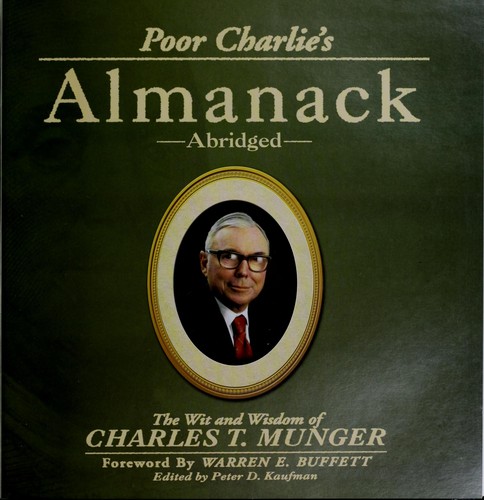 Poor Charlie's
Almanack
—Abridged—
The Wit and Wisdom of
CHARLES T. MUNGER
Foreword By WARREN E. BUFFETT
Edited by Peter D. Kaufman